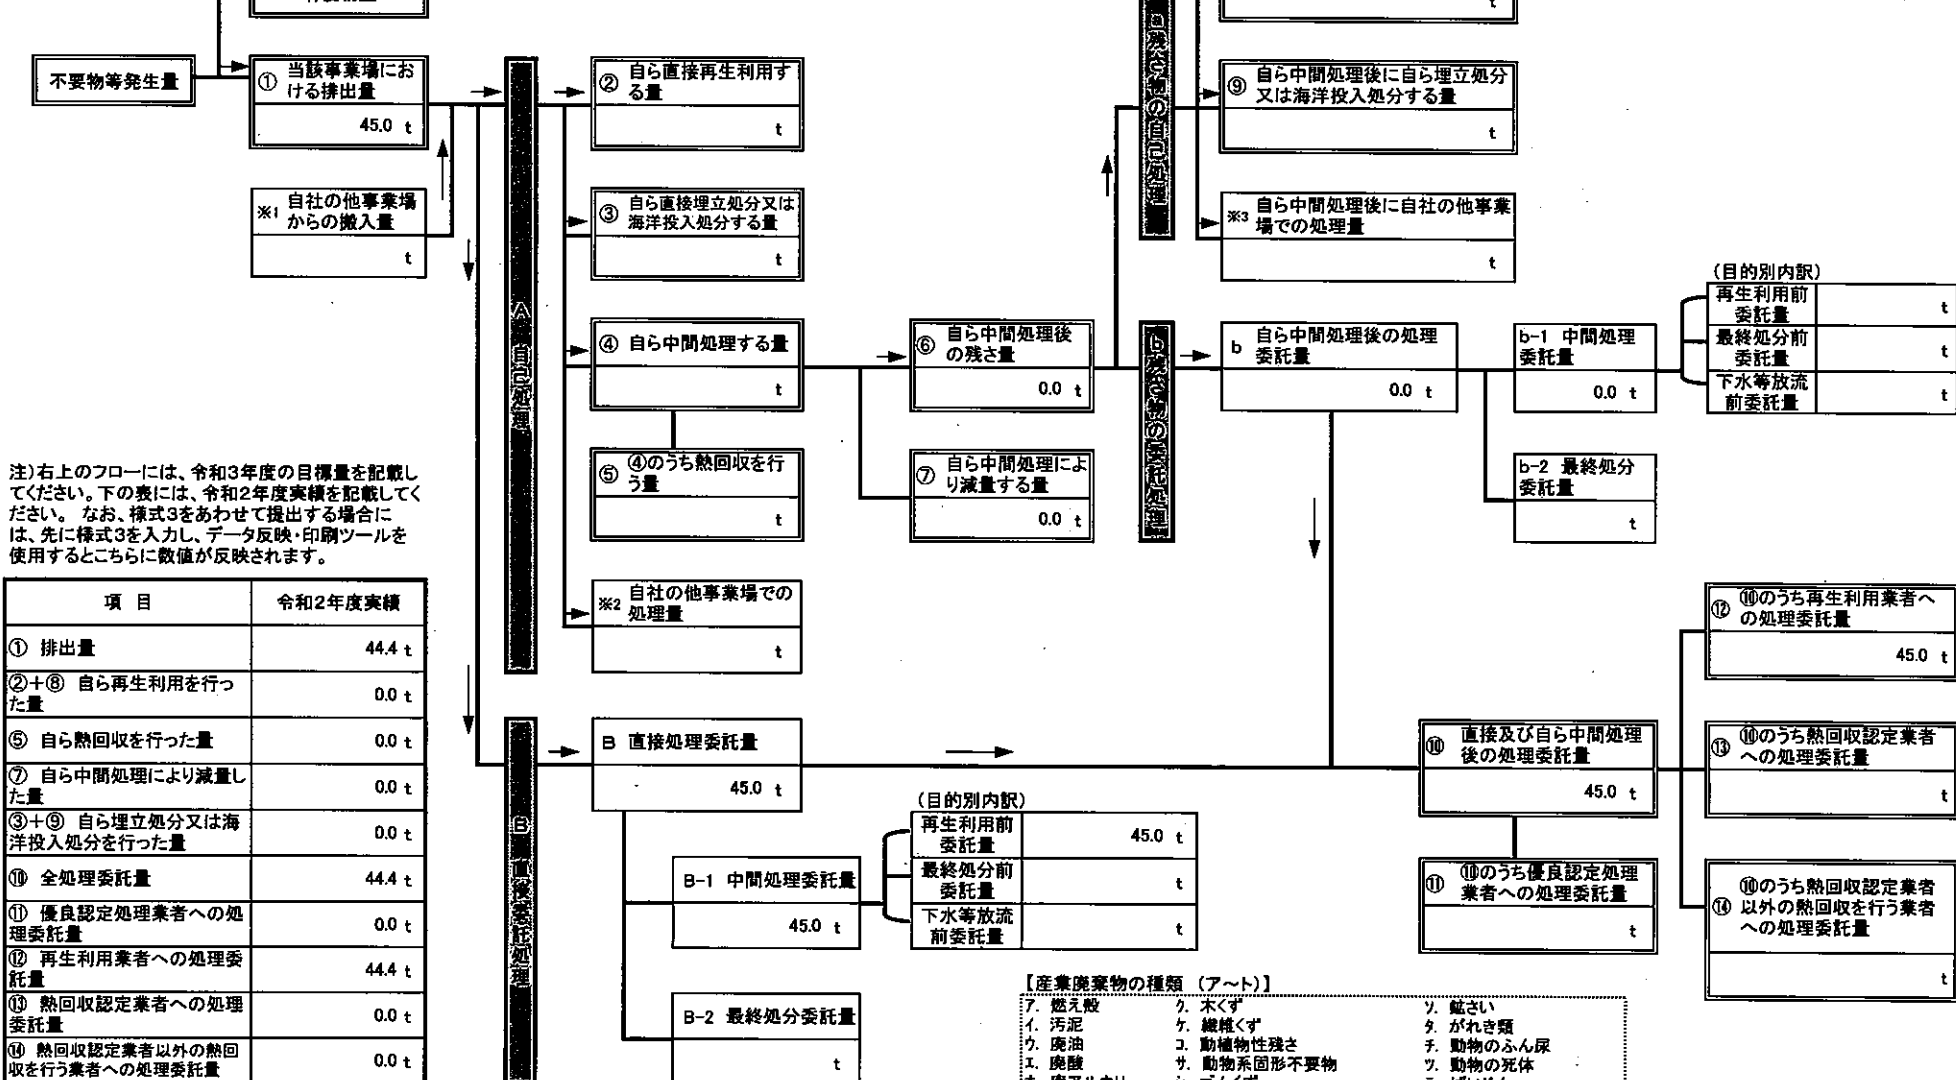 不要物等発生量
① 当該事業場にお
ける排出量
45.0 t
※1 自社の他事業場
からの搬入量
t
② 自ら直接再生利用す
る量
t
③ 自ら直接埋立処分又は
海洋投入処分する量
t
④ 自ら中間処理する量
t
⑤ ④のうち熱回収を行
う量
t
※2 自社の他事業場での
処理量
t
⑥ 自ら中間処理後
の残さ量
0.0 t
⑦ 自ら中間処理によ
り減量する量
0.0 t
t
⑨ 自ら中間処理後に自ら埋立処分
又は海洋投入処分する量
t
※3 自ら中間処理後に自社の他事業
場での処理量
t
b 自ら中間処理後の処理
委託量
0.0 t
b-1 中間処理
委託量
0.0 t
b-2 最終処分
委託量
t
(目的別内訳)
再生利用前
委託量
t
最終処分前
委託量
t
下水等放流
前委託量
t
A 自己処理
a 残さ物の自己処理
b 残さ物の委託処理
B 直接委託処理
注)右上のフローには、令和3年度の目標量を記載し
てください。下の表には、令和2年度実績を記載してく
ださい。 なお、様式3をあわせて提出する場合に
は、先に様式3を入力し、データ反映・印刷ツールを
使用するとこちらに数値が反映されます。
項 目 令和2年度実績
① 排出量 44.4 t
②+⑧ 自ら再生利用を行っ
た量 0.0 t
⑤ 自ら熱回収を行った量 0.0 t
⑦ 自ら中間処理により減量し
た量 0.0 t
③+⑨ 自ら埋立処分又は海
洋投入処分を行った量 0.0 t
⑩ 全処理委託量 44.4 t
⑪ 優良認定処理業者への処
理委託量 0.0 t
⑫ 再生利用業者への処理委
託量 44.4 t
⑬ 熱回収認定業者への処理
委託量 0.0 t
⑭ 熱回収認定業者以外の熱回
収を行う業者への処理委託量 0.0 t
B 直接処理委託量
45.0 t
B-1 中間処理委託量
45.0 t
B-2 最終処分委託量
t
(目的別内訳)
再生利用前
委託量
45.0 t
最終処分前
委託量
t
下水等放流
前委託量
t
⑩ 直接及び自ら中間処理
後の処理委託量
45.0 t
⑪ ⑩のうち優良認定処理
業者への処理委託量
t
⑫ ⑩のうち再生利用業者へ
の処理委託量
45.0 t
⑬ ⑩のうち熱回収認定業者
への処理委託量
t
⑭ ⑩のうち熱回収認定業者
以外の熱回収を行う業者
への処理委託量
t
【産業廃棄物の種類 (ア~ト)】
ア. 燃え殻 ク. 木くず ソ. 鉱さい
イ. 汚泥 ケ. 繊維くず タ. がれき類
ウ. 廃油 コ. 動植物性残さ チ. 動物のふん尿
エ. 廃酸 サ. 動物系固形不要物 ツ. 動物の死体